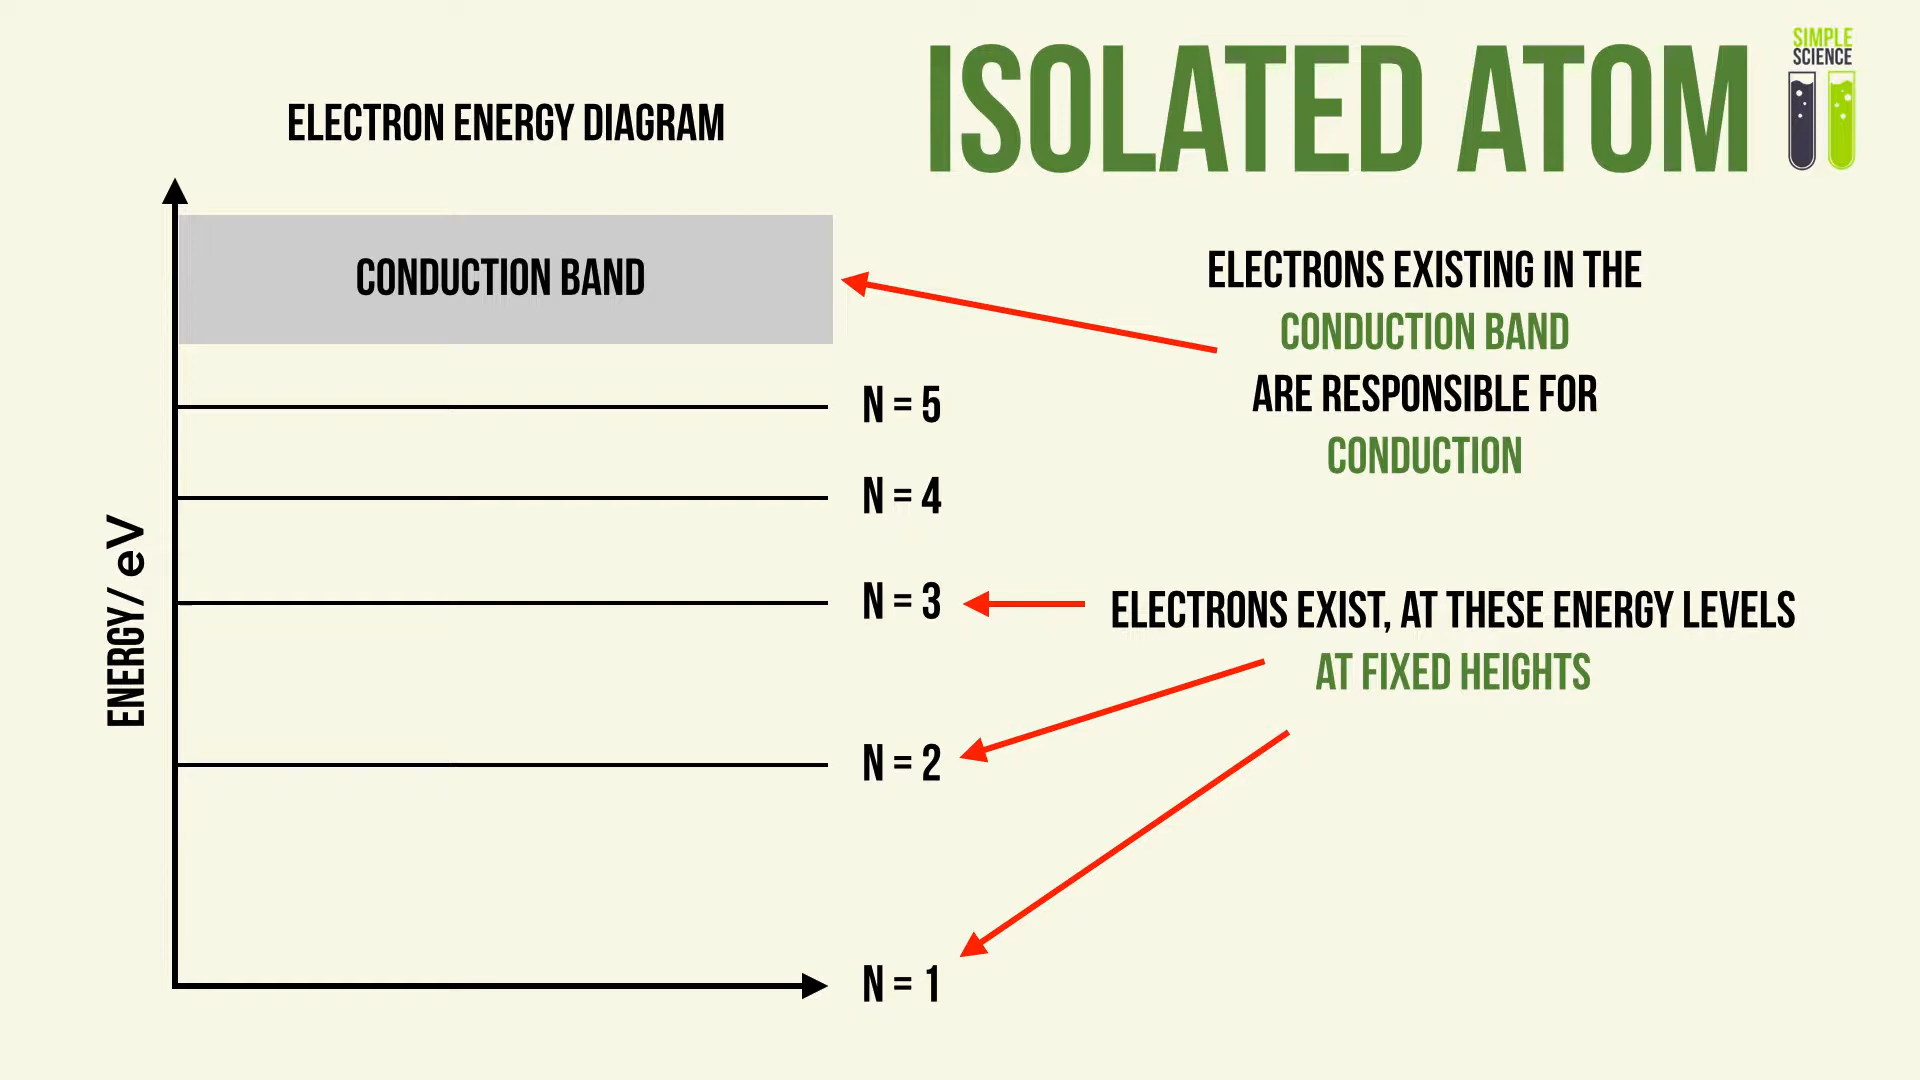 ISOLATED ATOM
SIMPLE
SCIENCE
ELECTRON ENERGY DIAGRAM
CONDUCTION BAND
ELECTRONS EXISTING IN THE
CONDUCTION BAND
ARE RESPONSIBLE FOR
CONDUCTION
N = 5
N = 4
N = 3
ELECTRONS EXIST, AT THESE ENERGY LEVELS
AT FIXED HEIGHTS
N = 2
N = 1
ENERGY/ eV